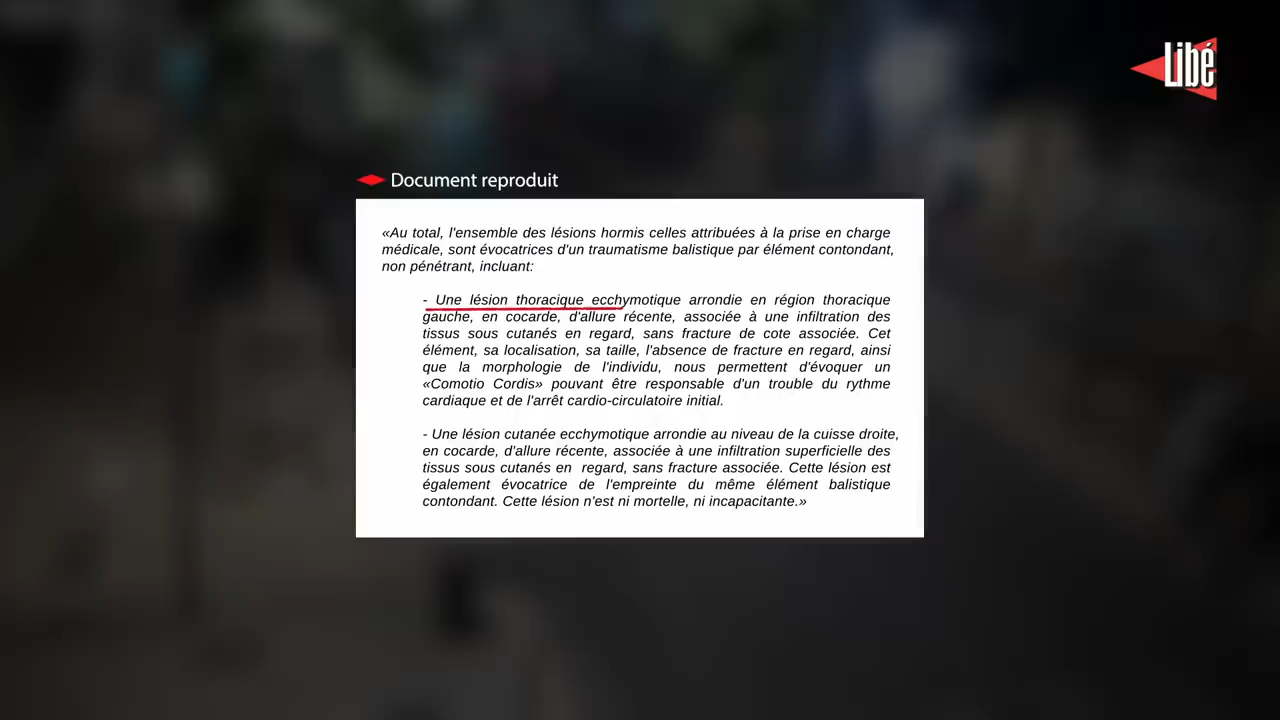 Libé
Document reproduit
«Au total, l'ensemble des lésions hormis celles attribuées à la prise en charge
médicale, sont évocatrices d'un traumatisme balistique par élément contondant,
non pénétrant, incluant:
- Une lésion thoracique ecchymotique arrondie en région thoracique
gauche, en cocarde, d'allure récente, associée à une infiltration des
tissus sous cutanés en regard, sans fracture de cote associée. Cet
élément, sa localisation, sa taille, l'absence de fracture en regard, ainsi
que la morphologie de l'individu, nous permettent d'évoquer un
«Comotio Cordis» pouvant être responsable d'un trouble du rythme
cardiaque et de l'arrêt cardio-circulatoire initial.
- Une lésion cutanée ecchymotique arrondie au niveau de la cuisse droite,
en cocarde, d'allure récente, associée à une infiltration superficielle des
tissus sous cutanés en regard, sans fracture associée. Cette lésion est
également évocatrice de l'empreinte du même élément balistique
contondant. Cette lésion n'est ni mortelle, ni incapacitante.»